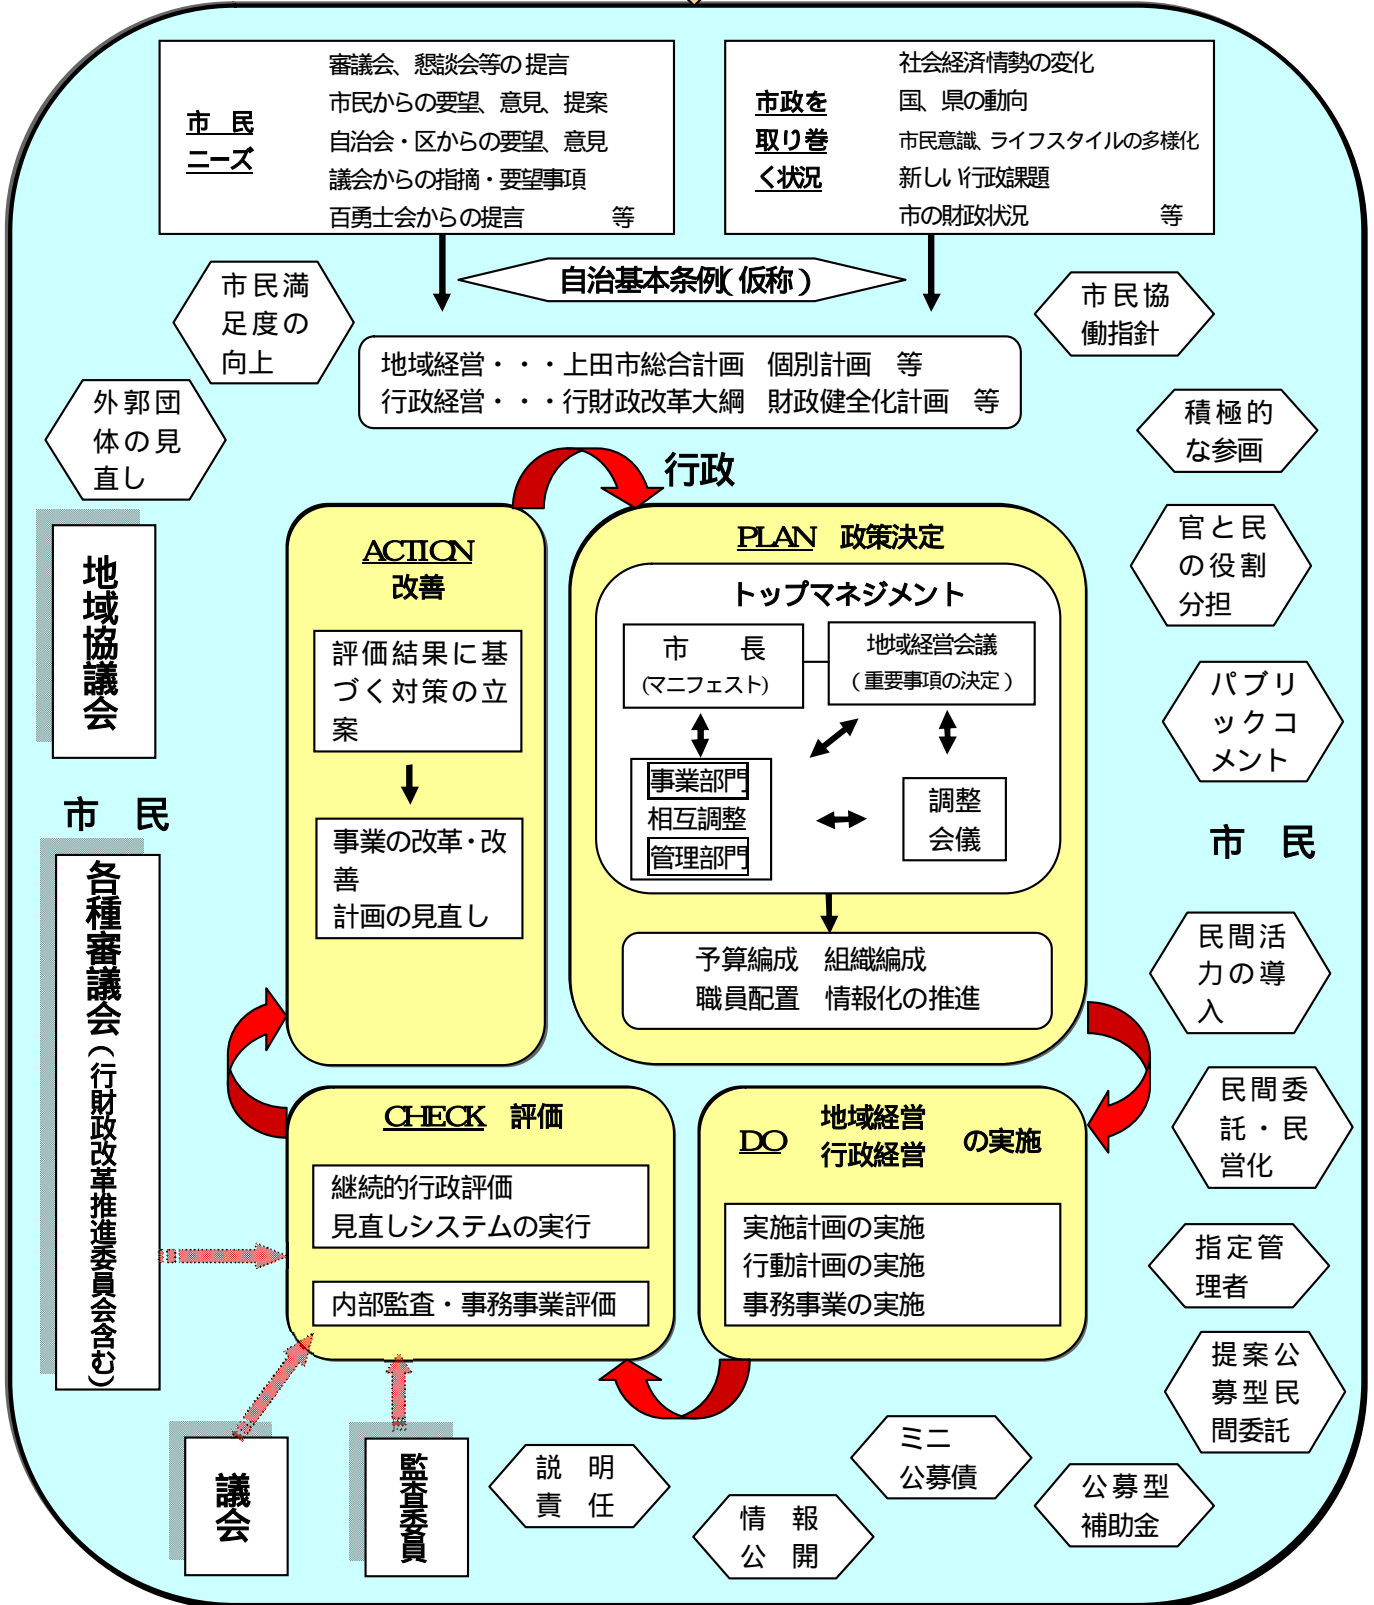 市　民
ニーズ
審議会、懇談会等の提言
市民からの要望、意見、提案
自治会・区からの要望、意見
議会からの指摘・要望事項
百勇士会からの提言　　　等
市政を
取り巻
く状況
社会経済情勢の変化
国、県の動向
市民意識、ライフスタイルの多様化
新しい行政課題
市の財政状況　　　　　等
自治基本条例（仮称）
市民満
足度の
向上
市民協
働指針
地域経営・・・上田市総合計画　個別計画　等
行政経営・・・行財政改革大綱　財政健全化計画　等
外郭団
体の見
直し
積極的
な参画
行政
ACTION
改善
評価結果に基
づく対策の立
案
事業の改革・改
善
計画の見直し
PLAN　政策決定
トップマネジメント
市　　長
（マニフェスト）
地域経営会議
（重要事項の決定）
事業部門
相互調整
管理部門
調整
会儀
予算編成　組織編成
職員配置　情報化の推進
官と民
の役割
分担
地域協議会
パブリ
ックコ
メント
市　民
市　民
各種審議会（行財政改革推進委員会含む）
民間活
力の導
入
CHECK　評価
継続的行政評価
見直しシステムの実行
内部監査・事務事業評価
DO
地域経営
行政経営
の実施
実施計画の実施
行動計画の実施
事務事業の実施
民間委
託・民
営化
指定管
理者
提案公
募型民
間委託
議会
監査委員
説　明
責　任
情　報
公　開
ミニ
公募債
公募型
補助金